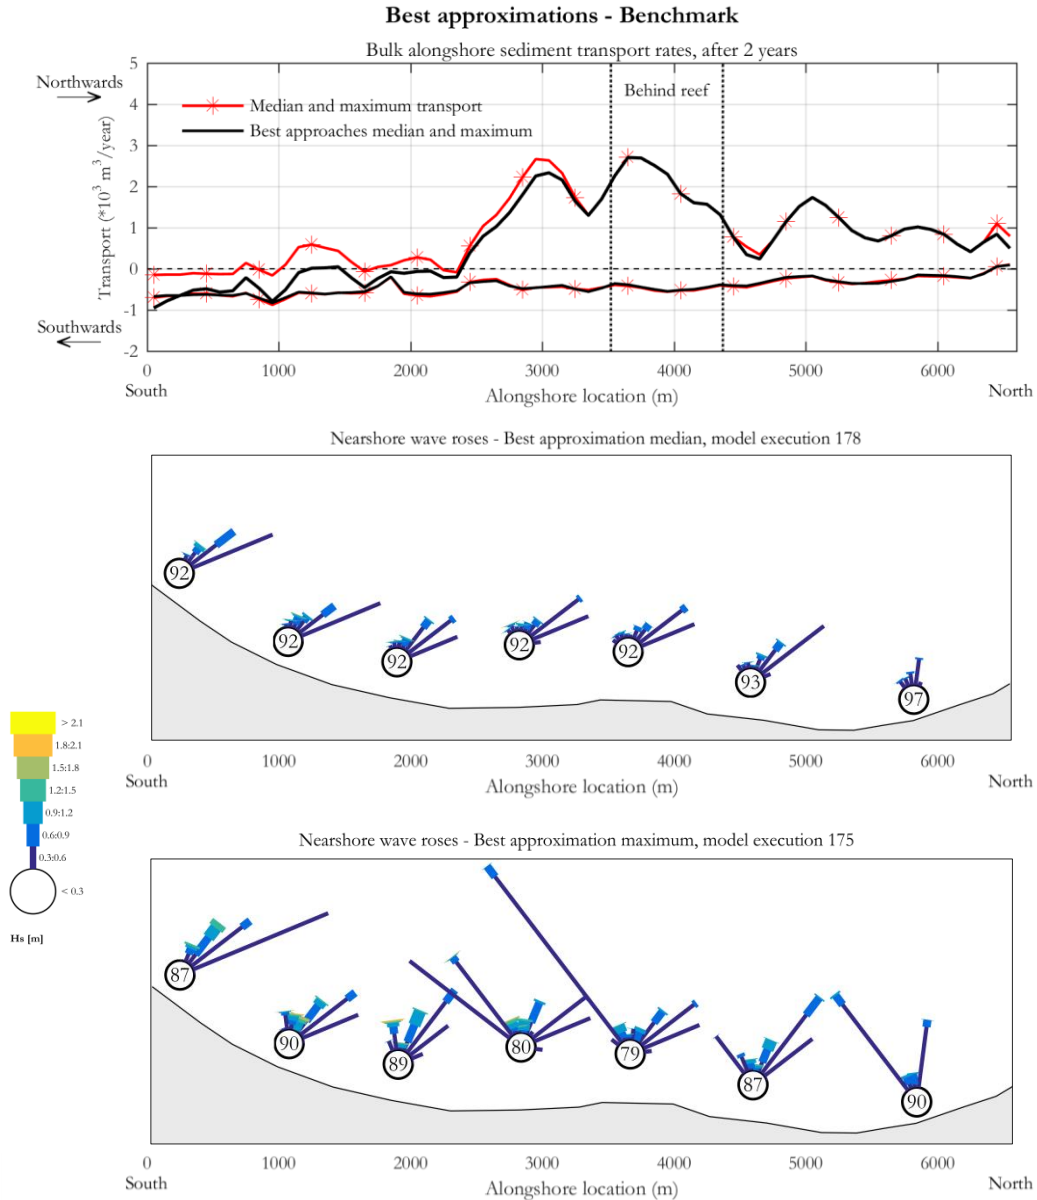 Best approximations - Benchmark
Bulk alongshore sediment transport rates, after 2 years
Northwards
Southwards
Transport (*10³ m³/year)
5
4
3
2
1
0
-1
-2
Median and maximum transport
Best approaches median and maximum
Behind reef
0 1000 2000 3000 4000 5000 6000
South Alongshore location (m) North
Nearshore wave roses - Best approximation median, model execution 178
92 92 92 92 92 93 97
0 1000 2000 3000 4000 5000 6000
South Alongshore location (m) North
> 2.1
1.8:2.1
1.5:1.8
1.2:1.5
0.9:1.2
0.6:0.9
0.3:0.6
< 0.3
Hs [m]
Nearshore wave roses - Best approximation maximum, model execution 175
87 90 89 80 79 87 90
0 1000 2000 3000 4000 5000 6000
South Alongshore location (m) North